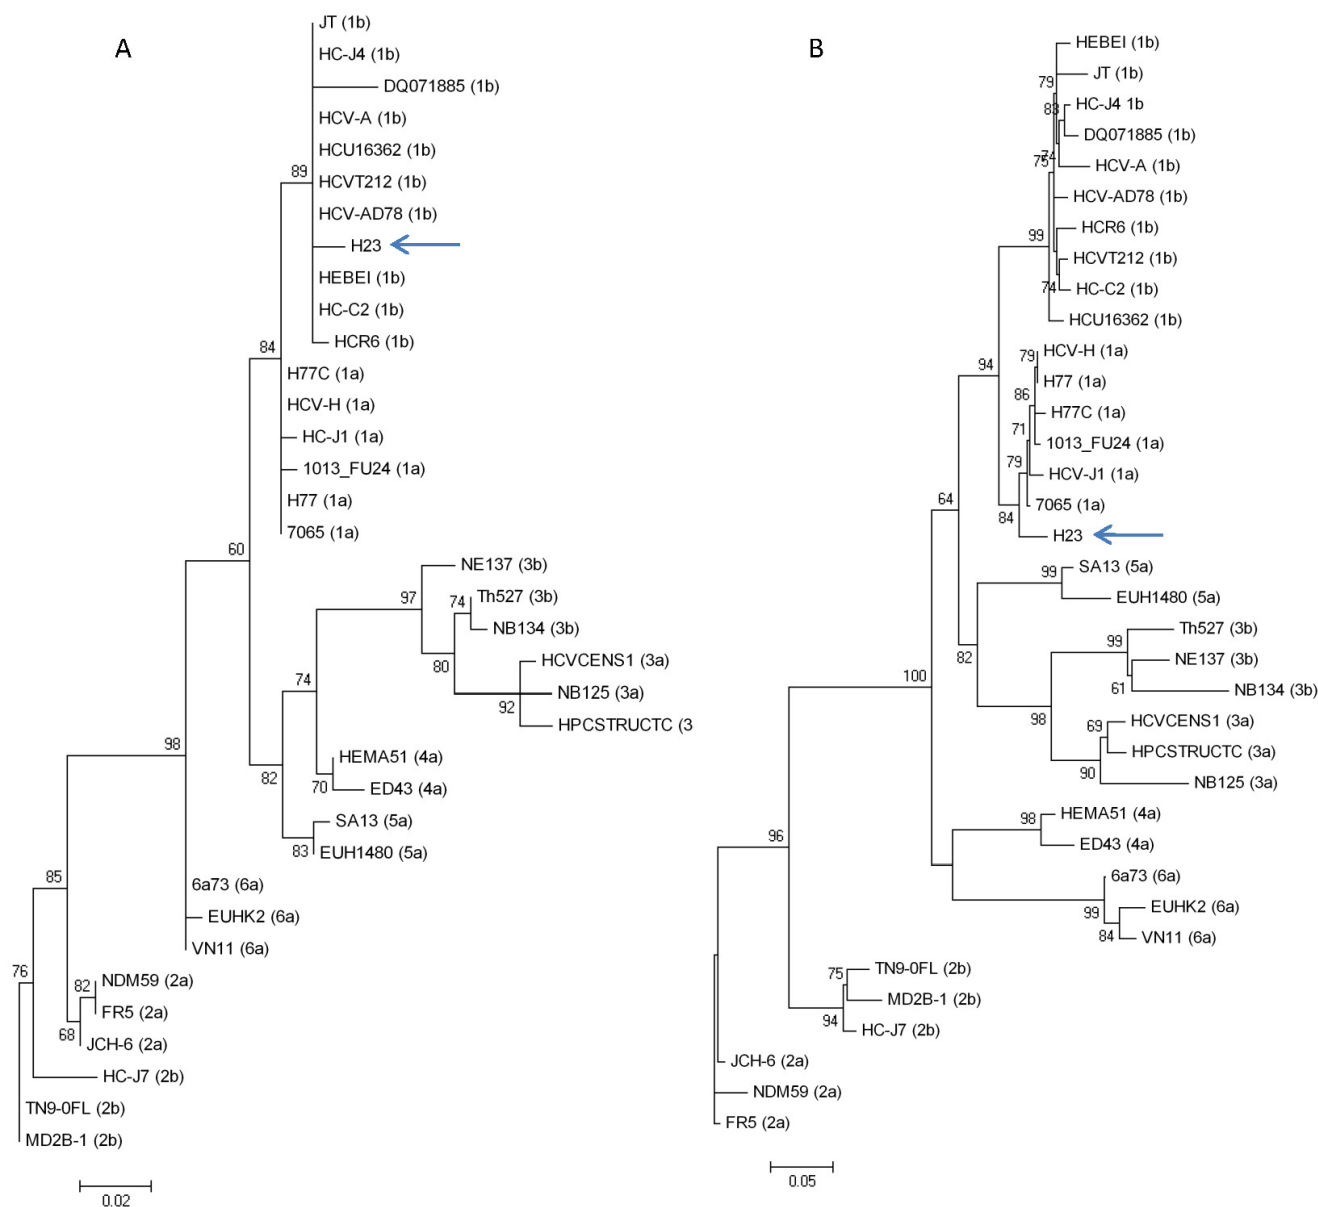 A
JT (1b)
HC-J4 (1b)
DQ071885 (1b)
HCV-A (1b)
HCU16362 (1b)
89
HCVT212 (1b)
HCV-AD78 (1b)
H23
HEBEI (1b)
HC-C2 (1b)
HCR6 (1b)
84
H77C (1a)
HCV-H (1a)
HC-J1 (1a)
1013_FU24 (1a)
H77 (1a)
7065 (1a)
60
NE137 (3b)
97
74
Th527 (3b)
NB134 (3b)
80
HCVCENS1 (3a)
74
NB125 (3a)
92
HPCSTRUCTC (3
98
HEMA51 (4a)
82
70
ED43 (4a)
SA13 (5a)
83
EUH1480 (5a)
85
6a73 (6a)
EUHK2 (6a)
VN11 (6a)
76
82
NDM59 (2a)
FR5 (2a)
68
JCH-6 (2a)
HC-J7 (2b)
TN9-0FL (2b)
MD2B-1 (2b)
0.02
B
HEBEI (1b)
JT (1b)
79
83
HC-J4 1b
DQ071885 (1b)
74
75
HCV-A (1b)
HCV-AD78 (1b)
HCR6 (1b)
99
HCVT212 (1b)
74
HC-C2 (1b)
HCU16362 (1b)
79
HCV-H (1a)
94
H77 (1a)
86
H77C (1a)
71
1013_FU24 (1a)
79
HCV-J1 (1a)
64
7065 (1a)
84
H23
99
SA13 (5a)
EUH1480 (5a)
99
Th527 (3b)
82
NE137 (3b)
61
NB134 (3b)
100
98
69
HCVCENS1 (3a)
HPCSTRUCTC (3a)
90
NB125 (3a)
98
HEMA51 (4a)
96
ED43 (4a)
6a73 (6a)
99
EUHK2 (6a)
84
VN11 (6a)
75
TN9-0FL (2b)
MD2B-1 (2b)
94
HC-J7 (2b)
JCH-6 (2a)
NDM59 (2a)
FR5 (2a)
0.05